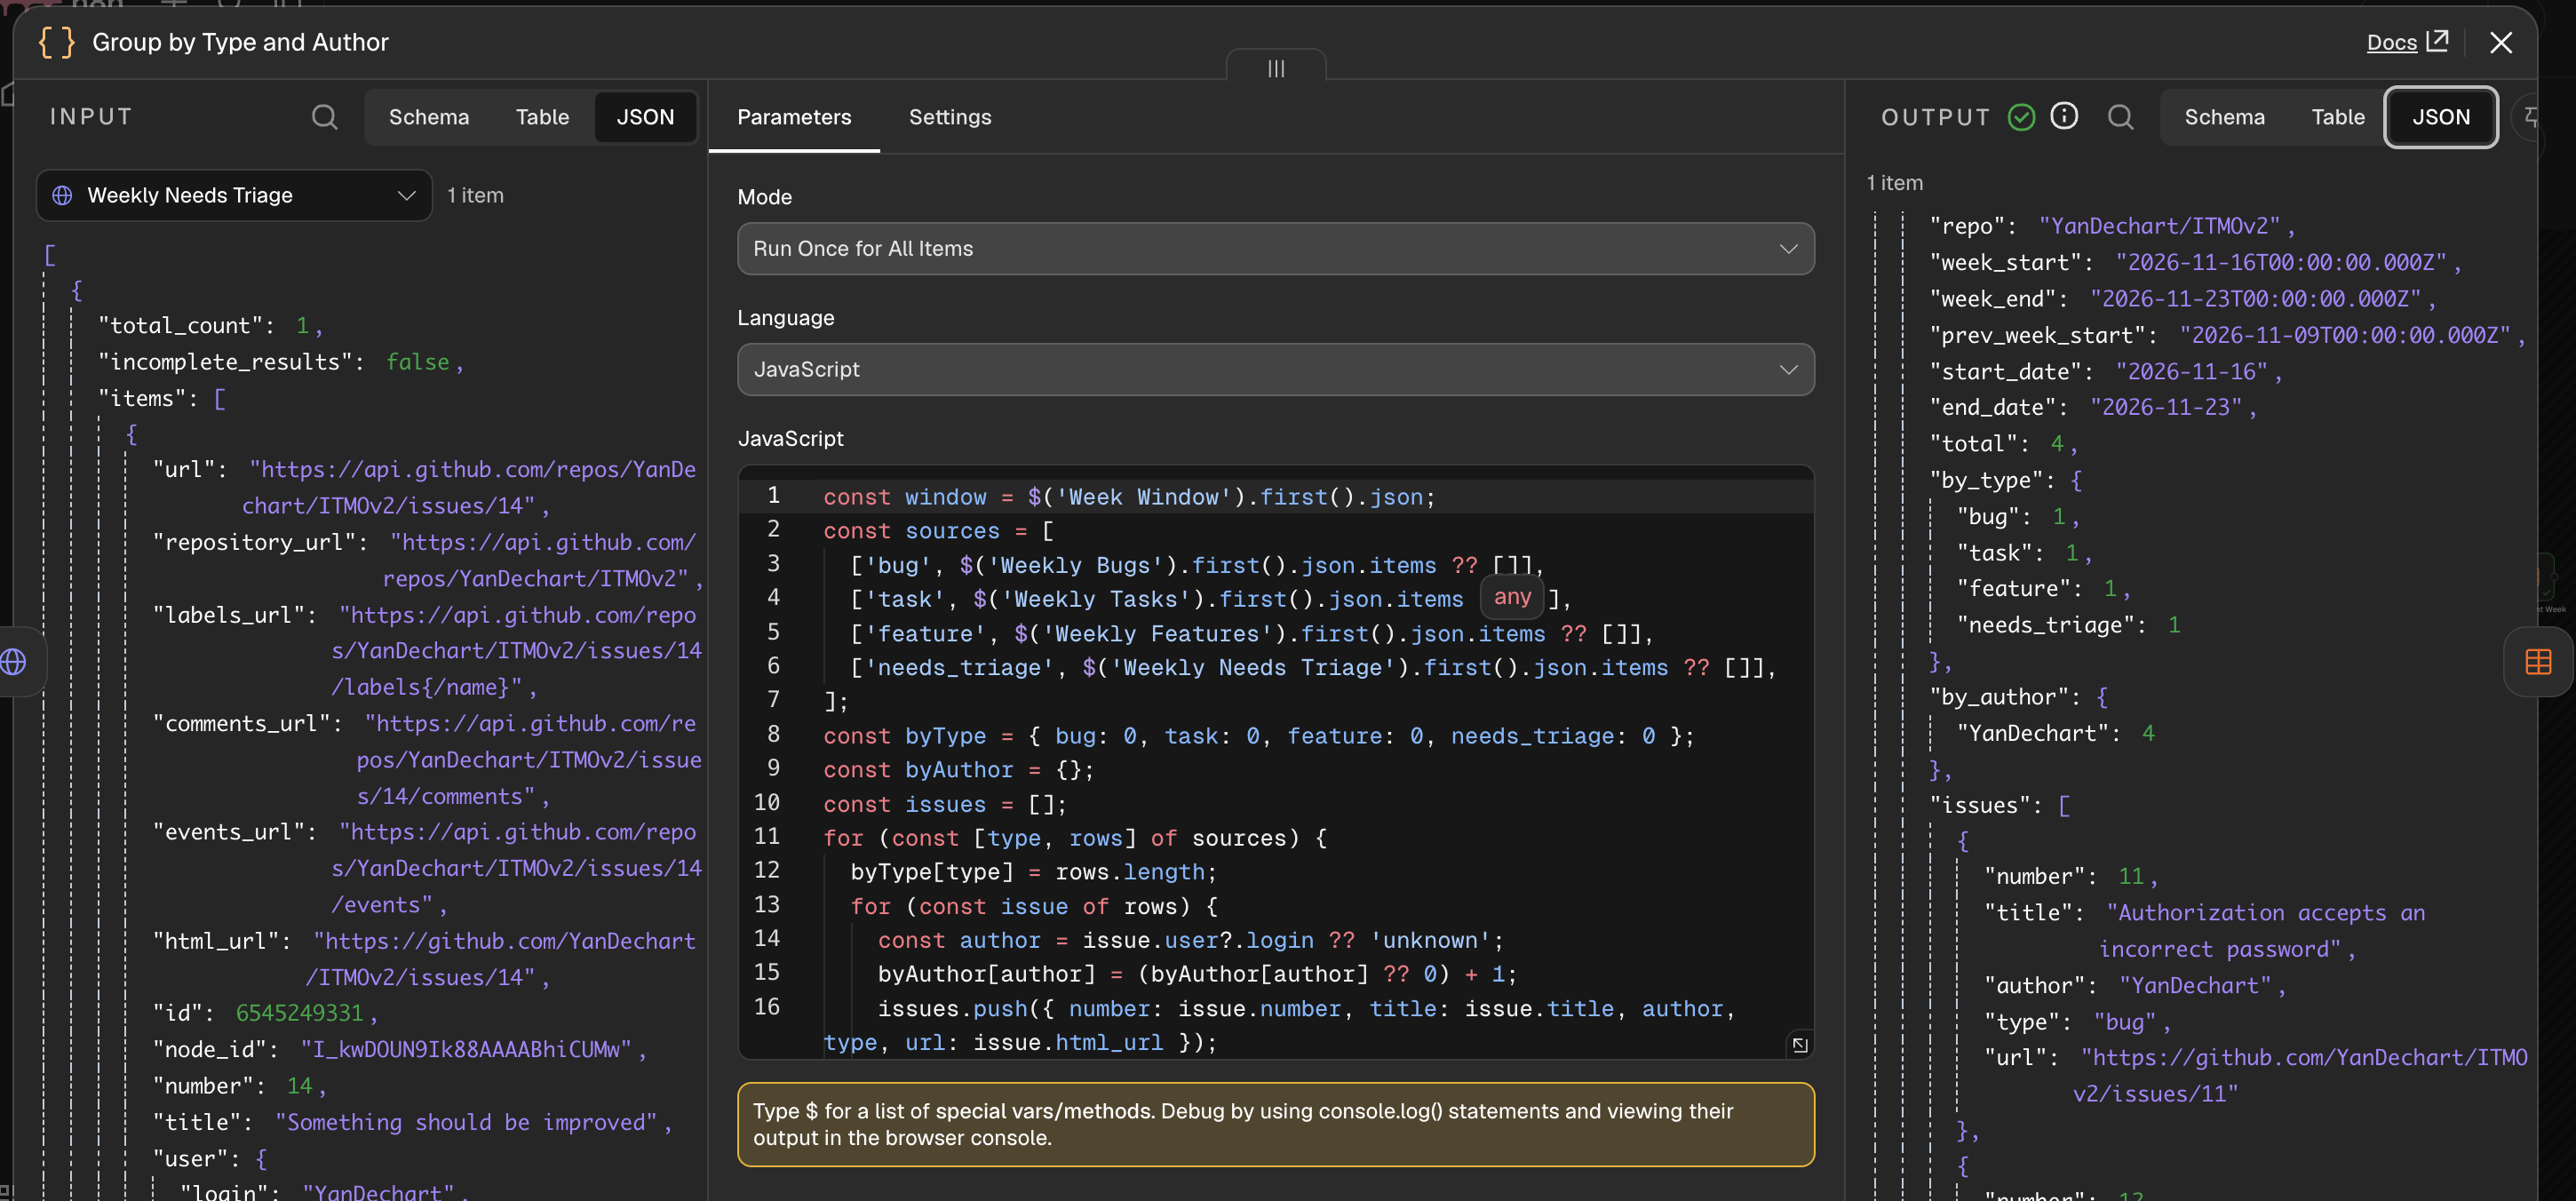 Group by Type and Author
Docs
INPUT
Schema Table JSON
Weekly Needs Triage
1 item
[
{
"total_count": 1,
"incomplete_results": false,
"items": [
{
"url": "https://api.github.com/repos/YanDe
chart/ITMOv2/issues/14",
"repository_url": "https://api.github.com/
repos/YanDechart/ITMOv2",
"labels_url": "https://api.github.com/repo
s/YanDechart/ITMOv2/issues/14
/labels{/name}",
"comments_url": "https://api.github.com/re
pos/YanDechart/ITMOv2/issue
s/14/comments",
"events_url": "https://api.github.com/repo
s/YanDechart/ITMOv2/issues/14
/events",
"html_url": "https://github.com/YanDechart
/ITMOv2/issues/14",
"id": 6545249331,
"node_id": "I_kwDOUN9Ik88AAAABhiCUMw",
"number": 14,
"title": "Something should be improved",
"user": {
"login": "YanDechart",
Parameters Settings
Mode
Run Once for All Items
Language
JavaScript
JavaScript
1 const window = $('Week Window').first().json;
2 const sources = [
3 ['bug', $('Weekly Bugs').first().json.items ?? []],
4 ['task', $('Weekly Tasks').first().json.items any ],
5 ['feature', $('Weekly Features').first().json.items ?? []],
6 ['needs_triage', $('Weekly Needs Triage').first().json.items ?? []],
7 ];
8 const byType = { bug: 0, task: 0, feature: 0, needs_triage: 0 };
9 const byAuthor = {};
10 const issues = [];
11 for (const [type, rows] of sources) {
12 byType[type] = rows.length;
13 for (const issue of rows) {
14 const author = issue.user?.login ?? 'unknown';
15 byAuthor[author] = (byAuthor[author] ?? 0) + 1;
16 issues.push({ number: issue.number, title: issue.title, author,
type, url: issue.html_url });
Type $ for a list of special vars/methods. Debug by using console.log() statements and viewing their
output in the browser console.
OUTPUT
Schema Table JSON
1 item
"repo": "YanDechart/ITMOv2",
"week_start": "2026-11-16T00:00:00.000Z",
"week_end": "2026-11-23T00:00:00.000Z",
"prev_week_start": "2026-11-09T00:00:00.000Z",
"start_date": "2026-11-16",
"end_date": "2026-11-23",
"total": 4,
"by_type": {
"bug": 1,
"task": 1,
"feature": 1,
"needs_triage": 1
},
"by_author": {
"YanDechart": 4
},
"issues": [
{
"number": 11,
"title": "Authorization accepts an
incorrect password",
"author": "YanDechart",
"type": "bug",
"url": "https://github.com/YanDechart/ITMO
v2/issues/11"
},
{
"number": 12